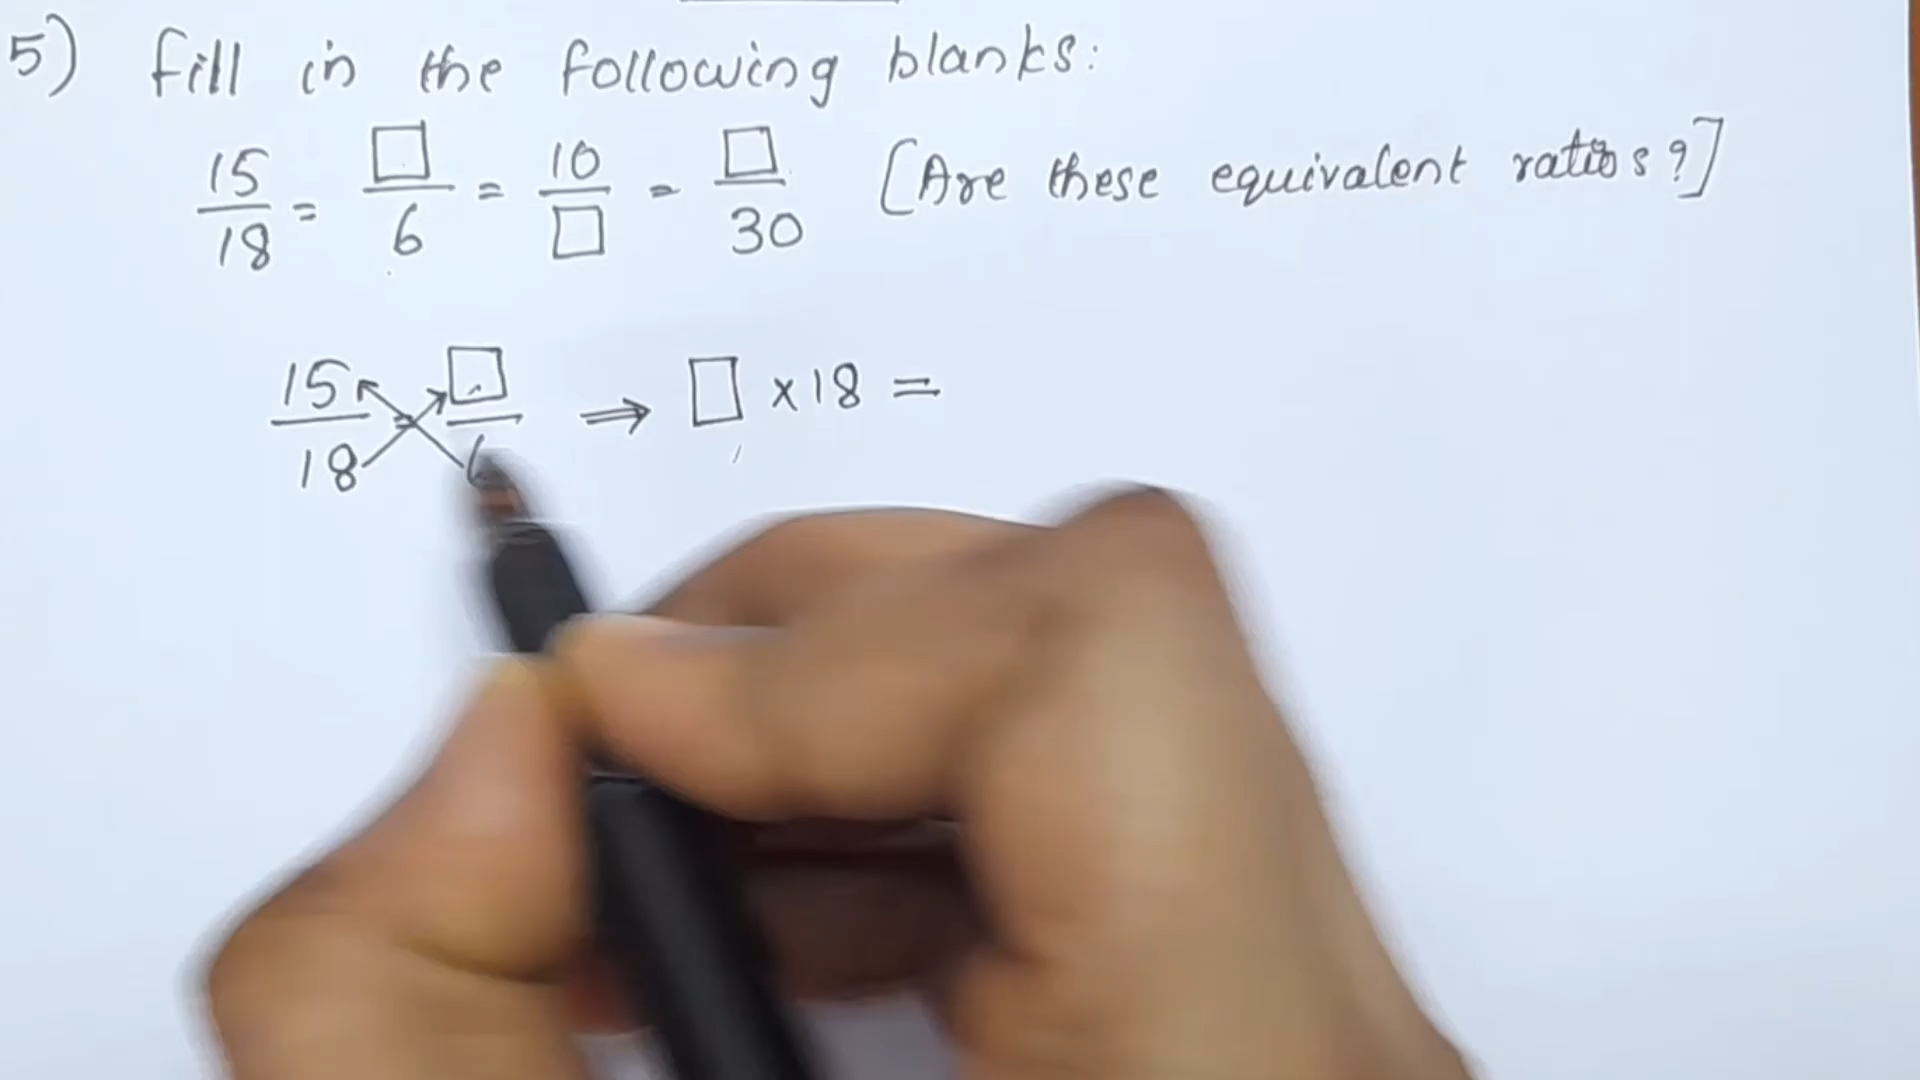 5) Fill in the following blanks:
15/18 = □/6 = 10/□ = □/30 [Are these equivalent ratios?]
15/18 = □/6 ⇒ □ × 18 =